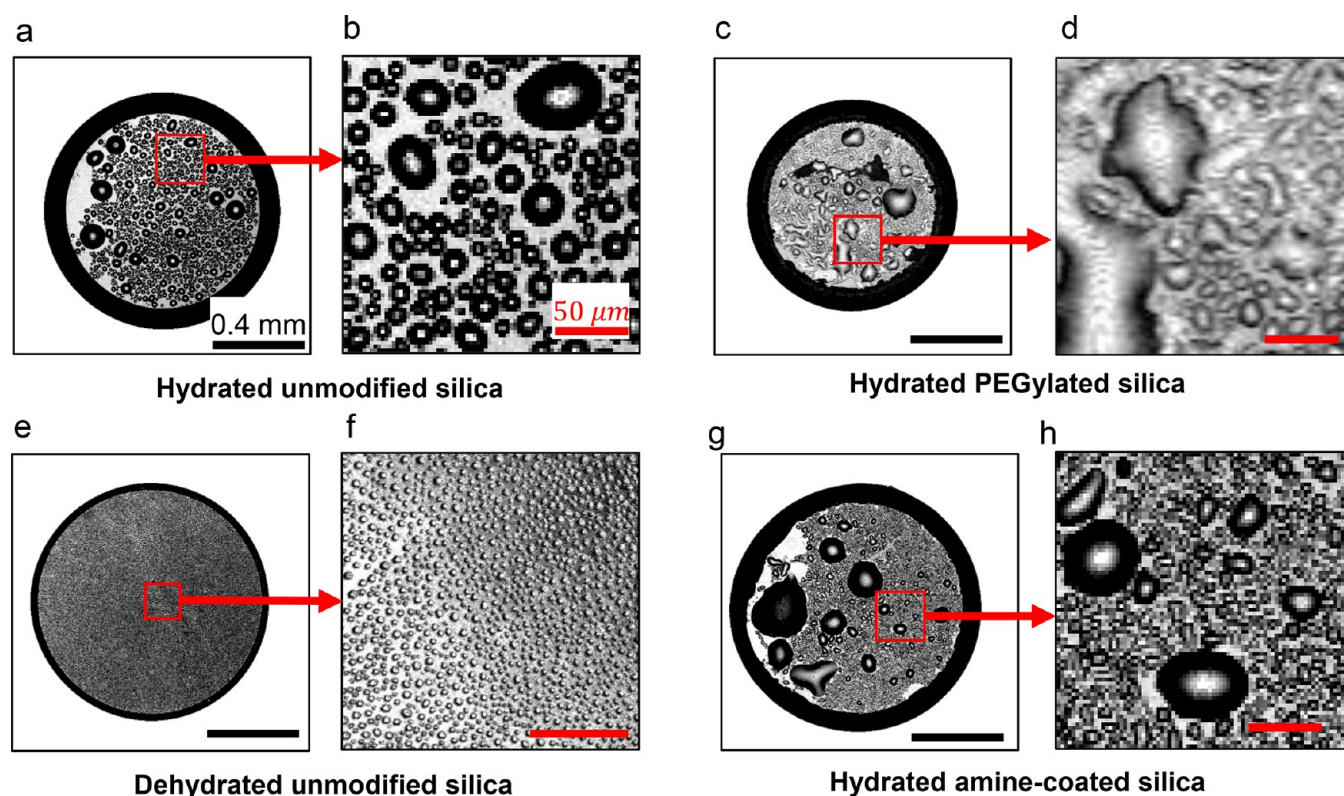 a
b
c
d
0.4 mm
50 μm
Hydrated unmodified silica
Hydrated PEGylated silica
e
f
g
h
Dehydrated unmodified silica
Hydrated amine-coated silica